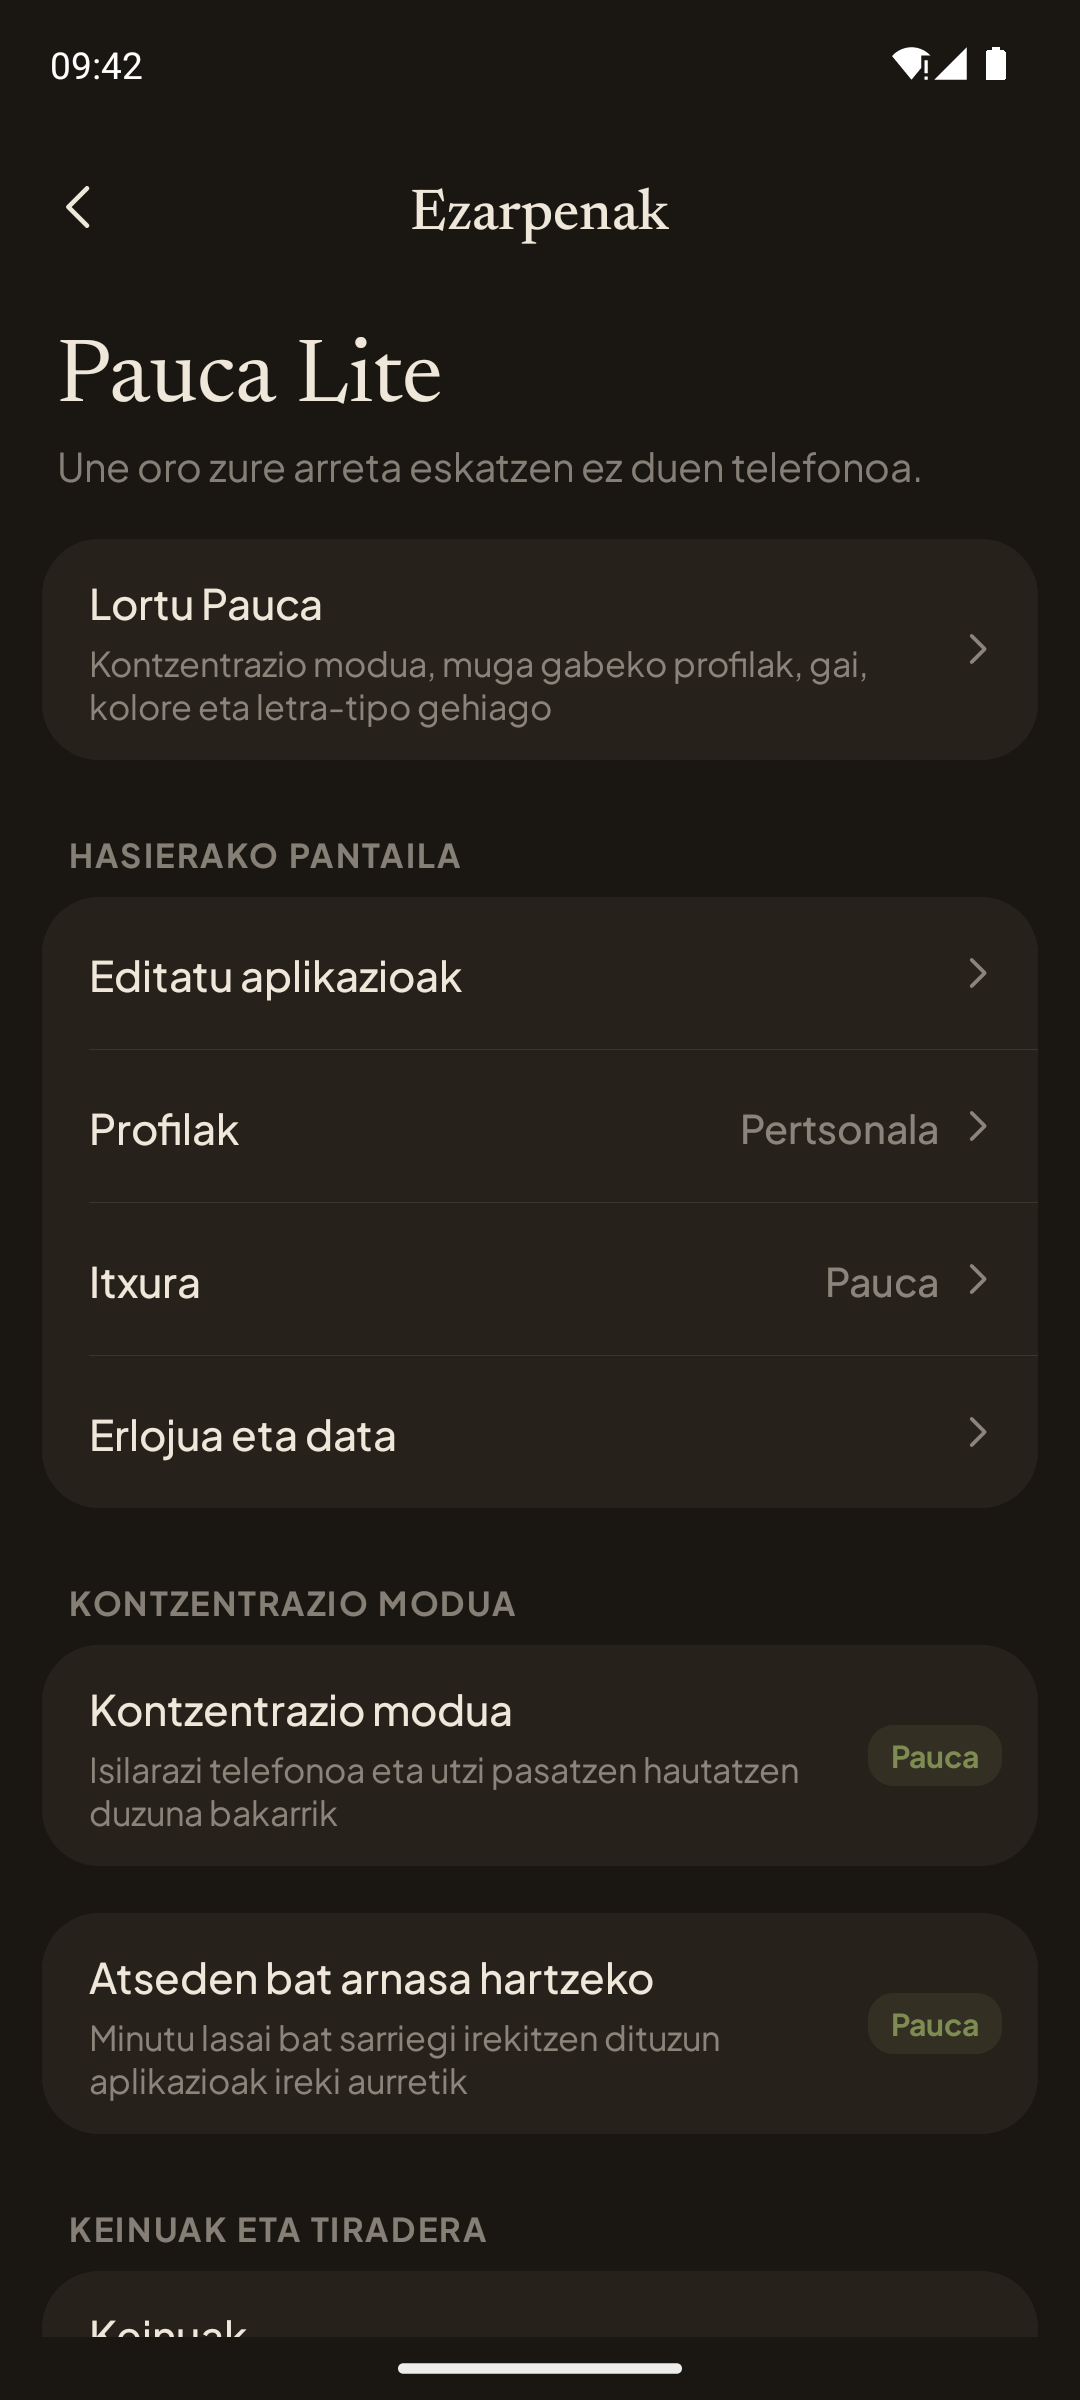 09:42
Ezarpenak
Pauca Lite
Une oro zure arreta eskatzen ez duen telefonoa.
Lortu Pauca
Kontzentrazio modua, muga gabeko profilak, gai,
kolore eta letra-tipo gehiago
HASIERAKO PANTAILA
Editatu aplikazioak
Profilak Pertsonala
Itxura Pauca
Erlojua eta data
KONTZENTRAZIO MODUA
Kontzentrazio modua
Isilarazi telefonoa eta utzi pasatzen hautatzen
duzuna bakarrik
Pauca
Atseden bat arnasa hartzeko
Minutu lasai bat sarriegi irekitzen dituzun
aplikazioak ireki aurretik
Pauca
KEINUAK ETA TIRADERA
Keinuak